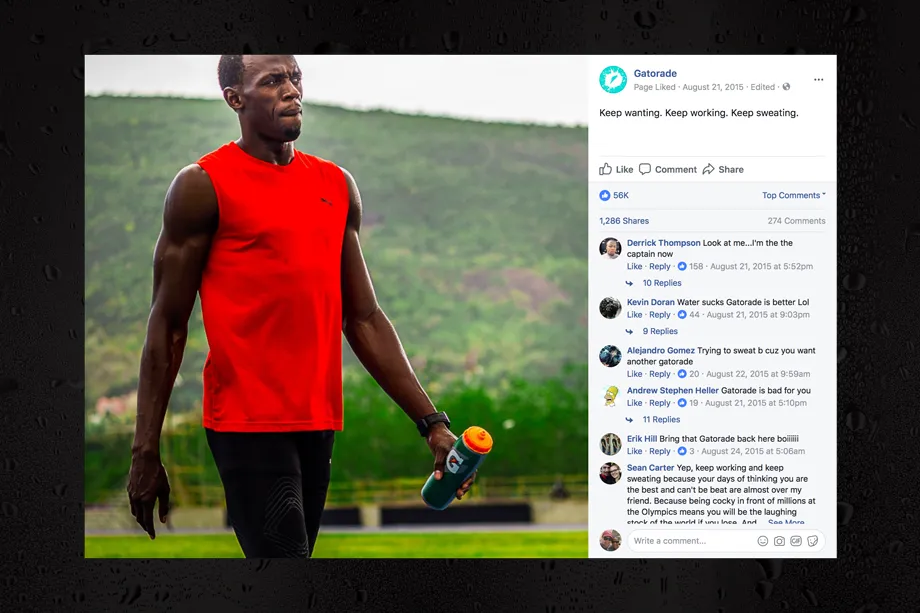 Gatorade
Page Liked · August 21, 2015 · Edited ·
Keep wanting. Keep working. Keep sweating.
Like Comment Share
56K Top Comments
1,286 Shares 274 Comments
Derrick Thompson Look at me...I'm the the
captain now
Like · Reply · 158 · August 21, 2015 at 5:52pm
10 Replies
Kevin Doran Water sucks Gatorade is better Lol
Like · Reply · 44 · August 21, 2015 at 9:03pm
9 Replies
Alejandro Gomez Trying to sweat b cuz you want
another gatorade
Like · Reply · 20 · August 22, 2015 at 9:59am
Andrew Stephen Heller Gatorade is bad for you
Like · Reply · 19 · August 21, 2015 at 5:10pm
11 Replies
Erik Hill Bring that Gatorade back here boiiiiii
Like · Reply · 3 · August 24, 2015 at 5:06am
Sean Carter Yep, keep working and keep
sweating because your days of thinking you are
the best and can't be beat are almost over my
friend. Because being cocky in front of millions at
the Olympics means you will be the laughing
stock of the world if you lose. And... See More
Write a comment...
GIF
G